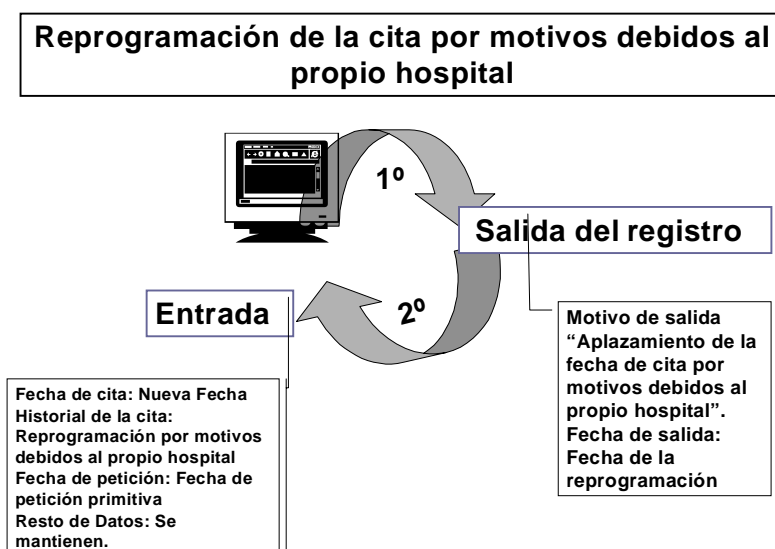 Reprogramación de la cita por motivos debidos al
propio hospital
1º
Salida del registro
2º
Entrada
Motivo de salida
“Aplazamiento de la
fecha de cita por
motivos debidos al
propio hospital”.
Fecha de salida:
Fecha de la
reprogramación
Fecha de cita: Nueva Fecha
Historial de la cita:
Reprogramación por motivos
debidos al propio hospital
Fecha de petición: Fecha de
petición primitiva
Resto de Datos: Se
mantienen.